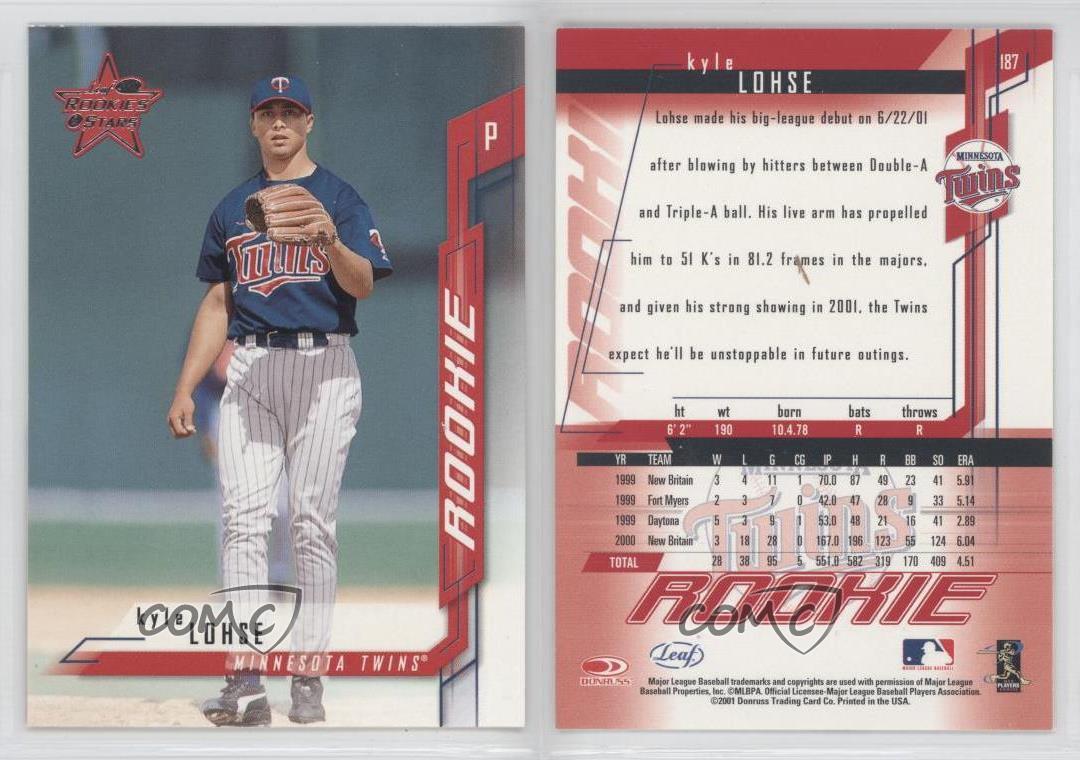 Leaf
ROOKIES
& STARS
P
Twins
ROOKIE
kyle
LOHSE
MINNESOTA TWINS®
COMC
kyle
LOHSE
187
Lohse made his big-league debut on 6/22/01
after blowing by hitters between Double-A
and Triple-A ball. His live arm has propelled
him to 51 K's in 81.2 frames in the majors,
and given his strong showing in 2001, the Twins
expect he'll be unstoppable in future outings.
MINNESOTA
Twins
ROOKI
ht wt born bats throws
6' 2" 190 10.4.78 R R
MINNESOTA
Twins
YR TEAM W L G CG IP H R BB SO ERA
1999 New Britain 3 4 11 1 70.0 87 49 23 41 5.91
1999 Fort Myers 2 3 7 0 42.0 47 28 9 33 5.14
1999 Daytona 5 3 9 1 53.0 48 21 16 41 2.89
2000 New Britain 3 18 28 0 167.0 196 123 55 124 6.04
TOTAL 28 38 95 5 551.0 582 319 170 409 4.51
ROOKIE
COMC
DONRUSS
Leaf
MAJOR LEAGUE BASEBALL
PLAYERS
Major League Baseball trademarks and copyrights are used with permission of Major League
Baseball Properties, Inc. ©MLBPA. Official Licensee-Major League Baseball Players Association.
©2001 Donruss Trading Card Co. Printed in the USA.